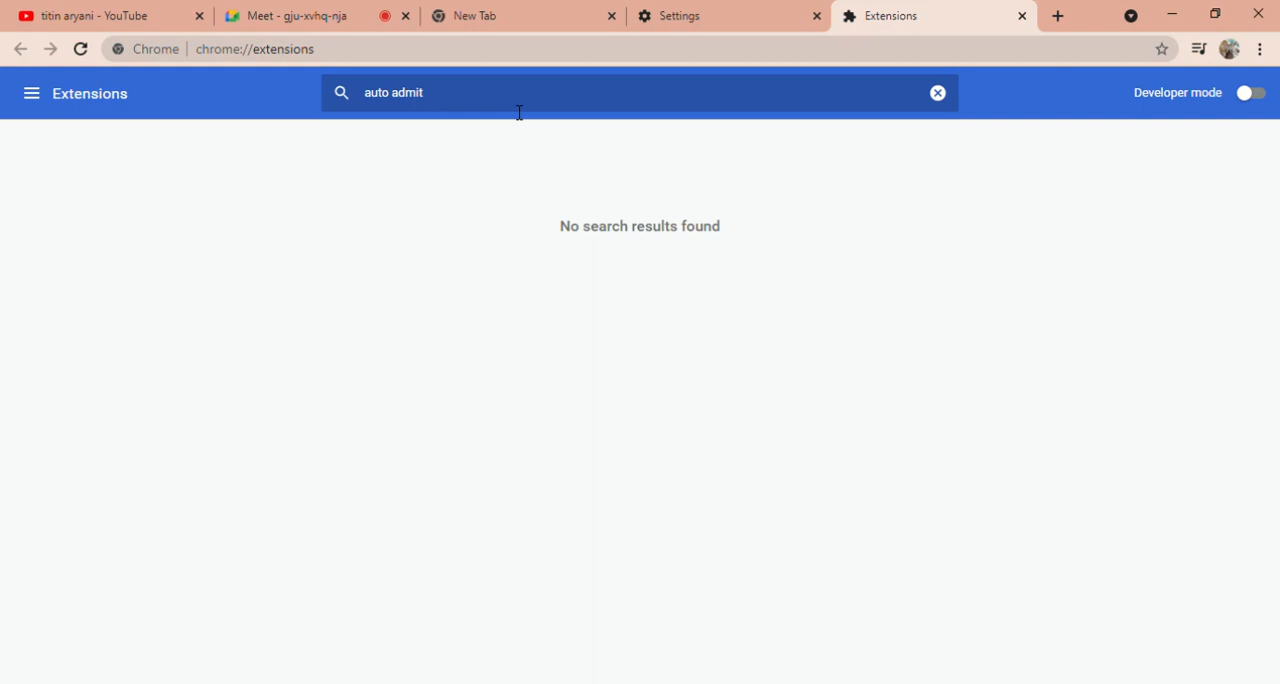 titin aryani - YouTube
Meet - gju-xvhq-nja
New Tab
Settings
Extensions
Chrome
chrome://extensions
Extensions
auto admit
Developer mode
No search results found